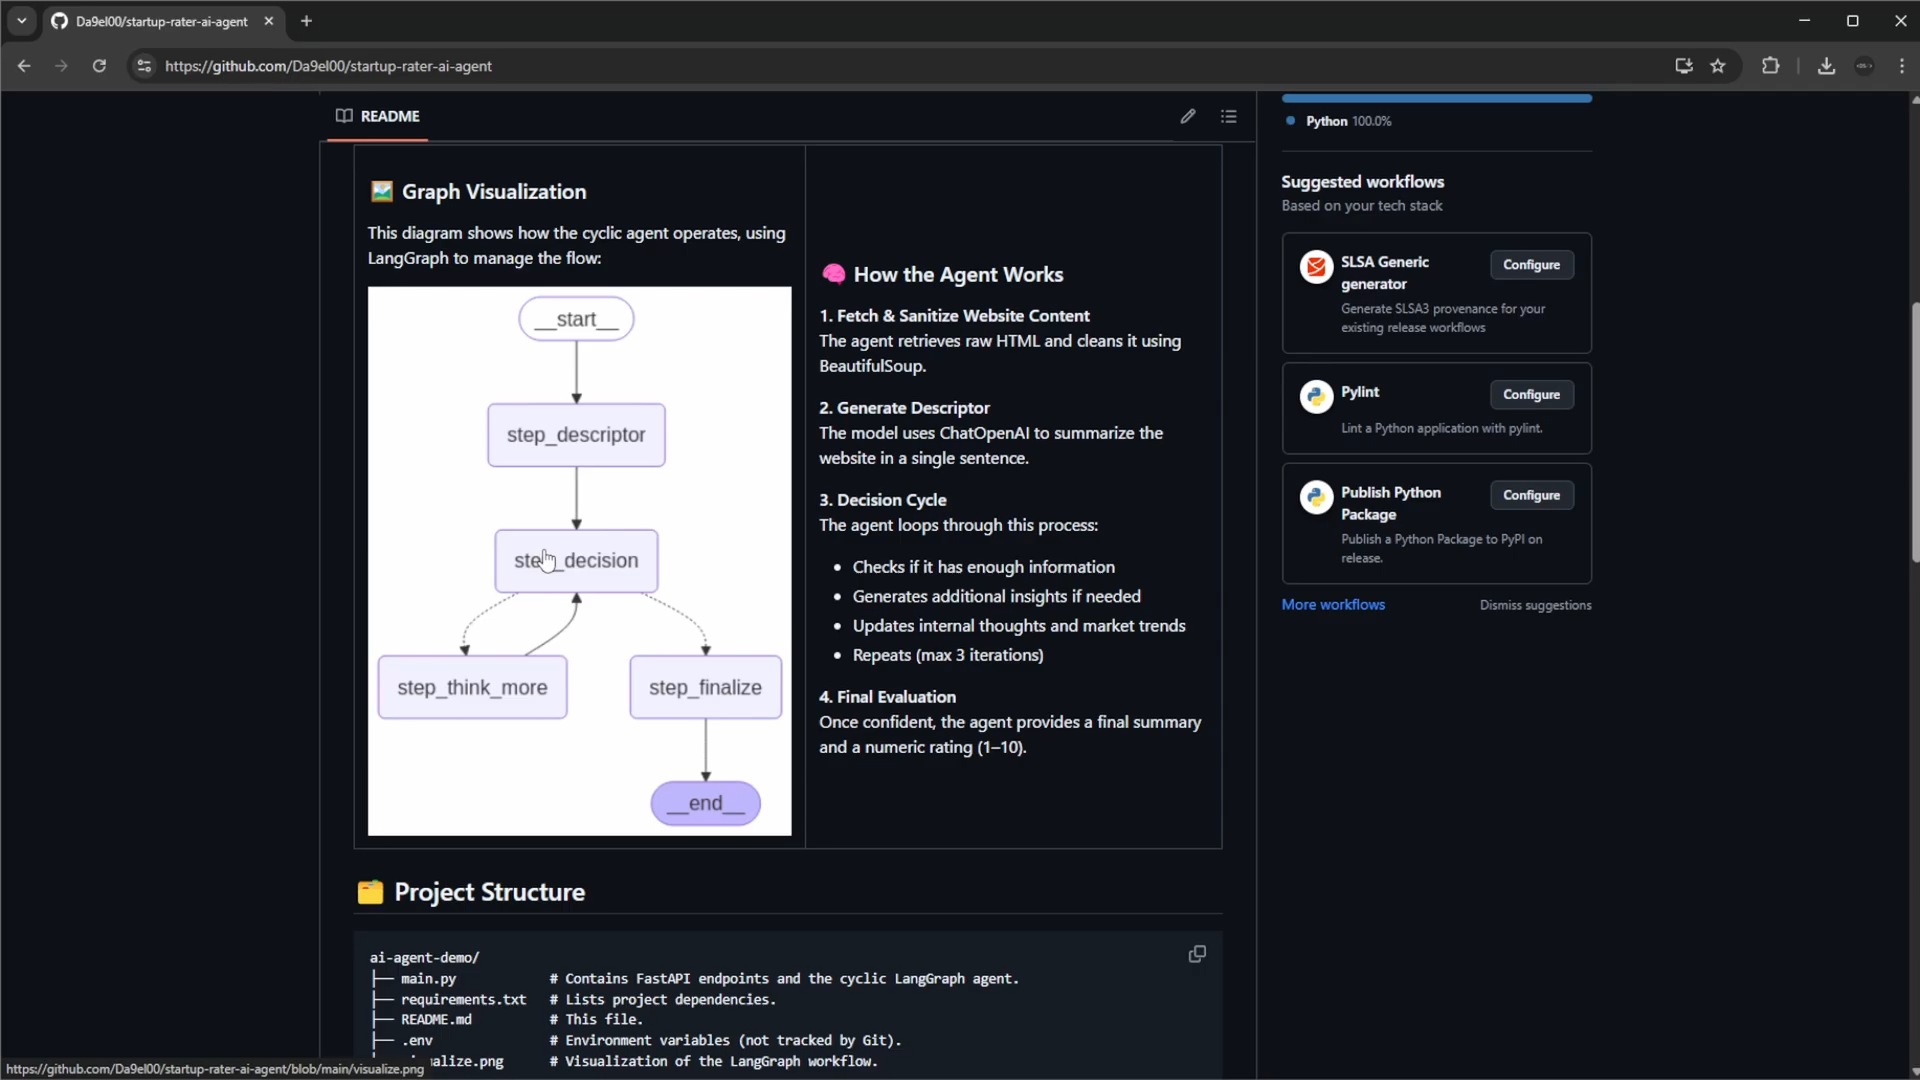 Da9el00/startup-rater-ai-agent
https://github.com/Da9el00/startup-rater-ai-agent
README
Graph Visualization
This diagram shows how the cyclic agent operates, using
LangGraph to manage the flow:
__start__
step_descriptor
step_decision
step_think_more
step_finalize
__end__
How the Agent Works
1. Fetch & Sanitize Website Content
The agent retrieves raw HTML and cleans it using
BeautifulSoup.
2. Generate Descriptor
The model uses ChatOpenAI to summarize the
website in a single sentence.
3. Decision Cycle
The agent loops through this process:
Checks if it has enough information
Generates additional insights if needed
Updates internal thoughts and market trends
Repeats (max 3 iterations)
4. Final Evaluation
Once confident, the agent provides a final summary
and a numeric rating (1–10).
Project Structure
ai-agent-demo/
├── main.py # Contains FastAPI endpoints and the cyclic LangGraph agent.
├── requirements.txt # Lists project dependencies.
├── README.md # This file.
├── .env # Environment variables (not tracked by Git).
# Visualization of the LangGraph workflow.
https://github.com/Da9el00/startup-rater-ai-agent/blob/main/visualize.png
Python 100.0%
Suggested workflows
Based on your tech stack
SLSA Generic
generator
Configure
Generate SLSA3 provenance for your
existing release workflows
Pylint
Configure
Lint a Python application with pylint.
Publish Python
Package
Configure
Publish a Python Package to PyPI on
release.
More workflows
Dismiss suggestions